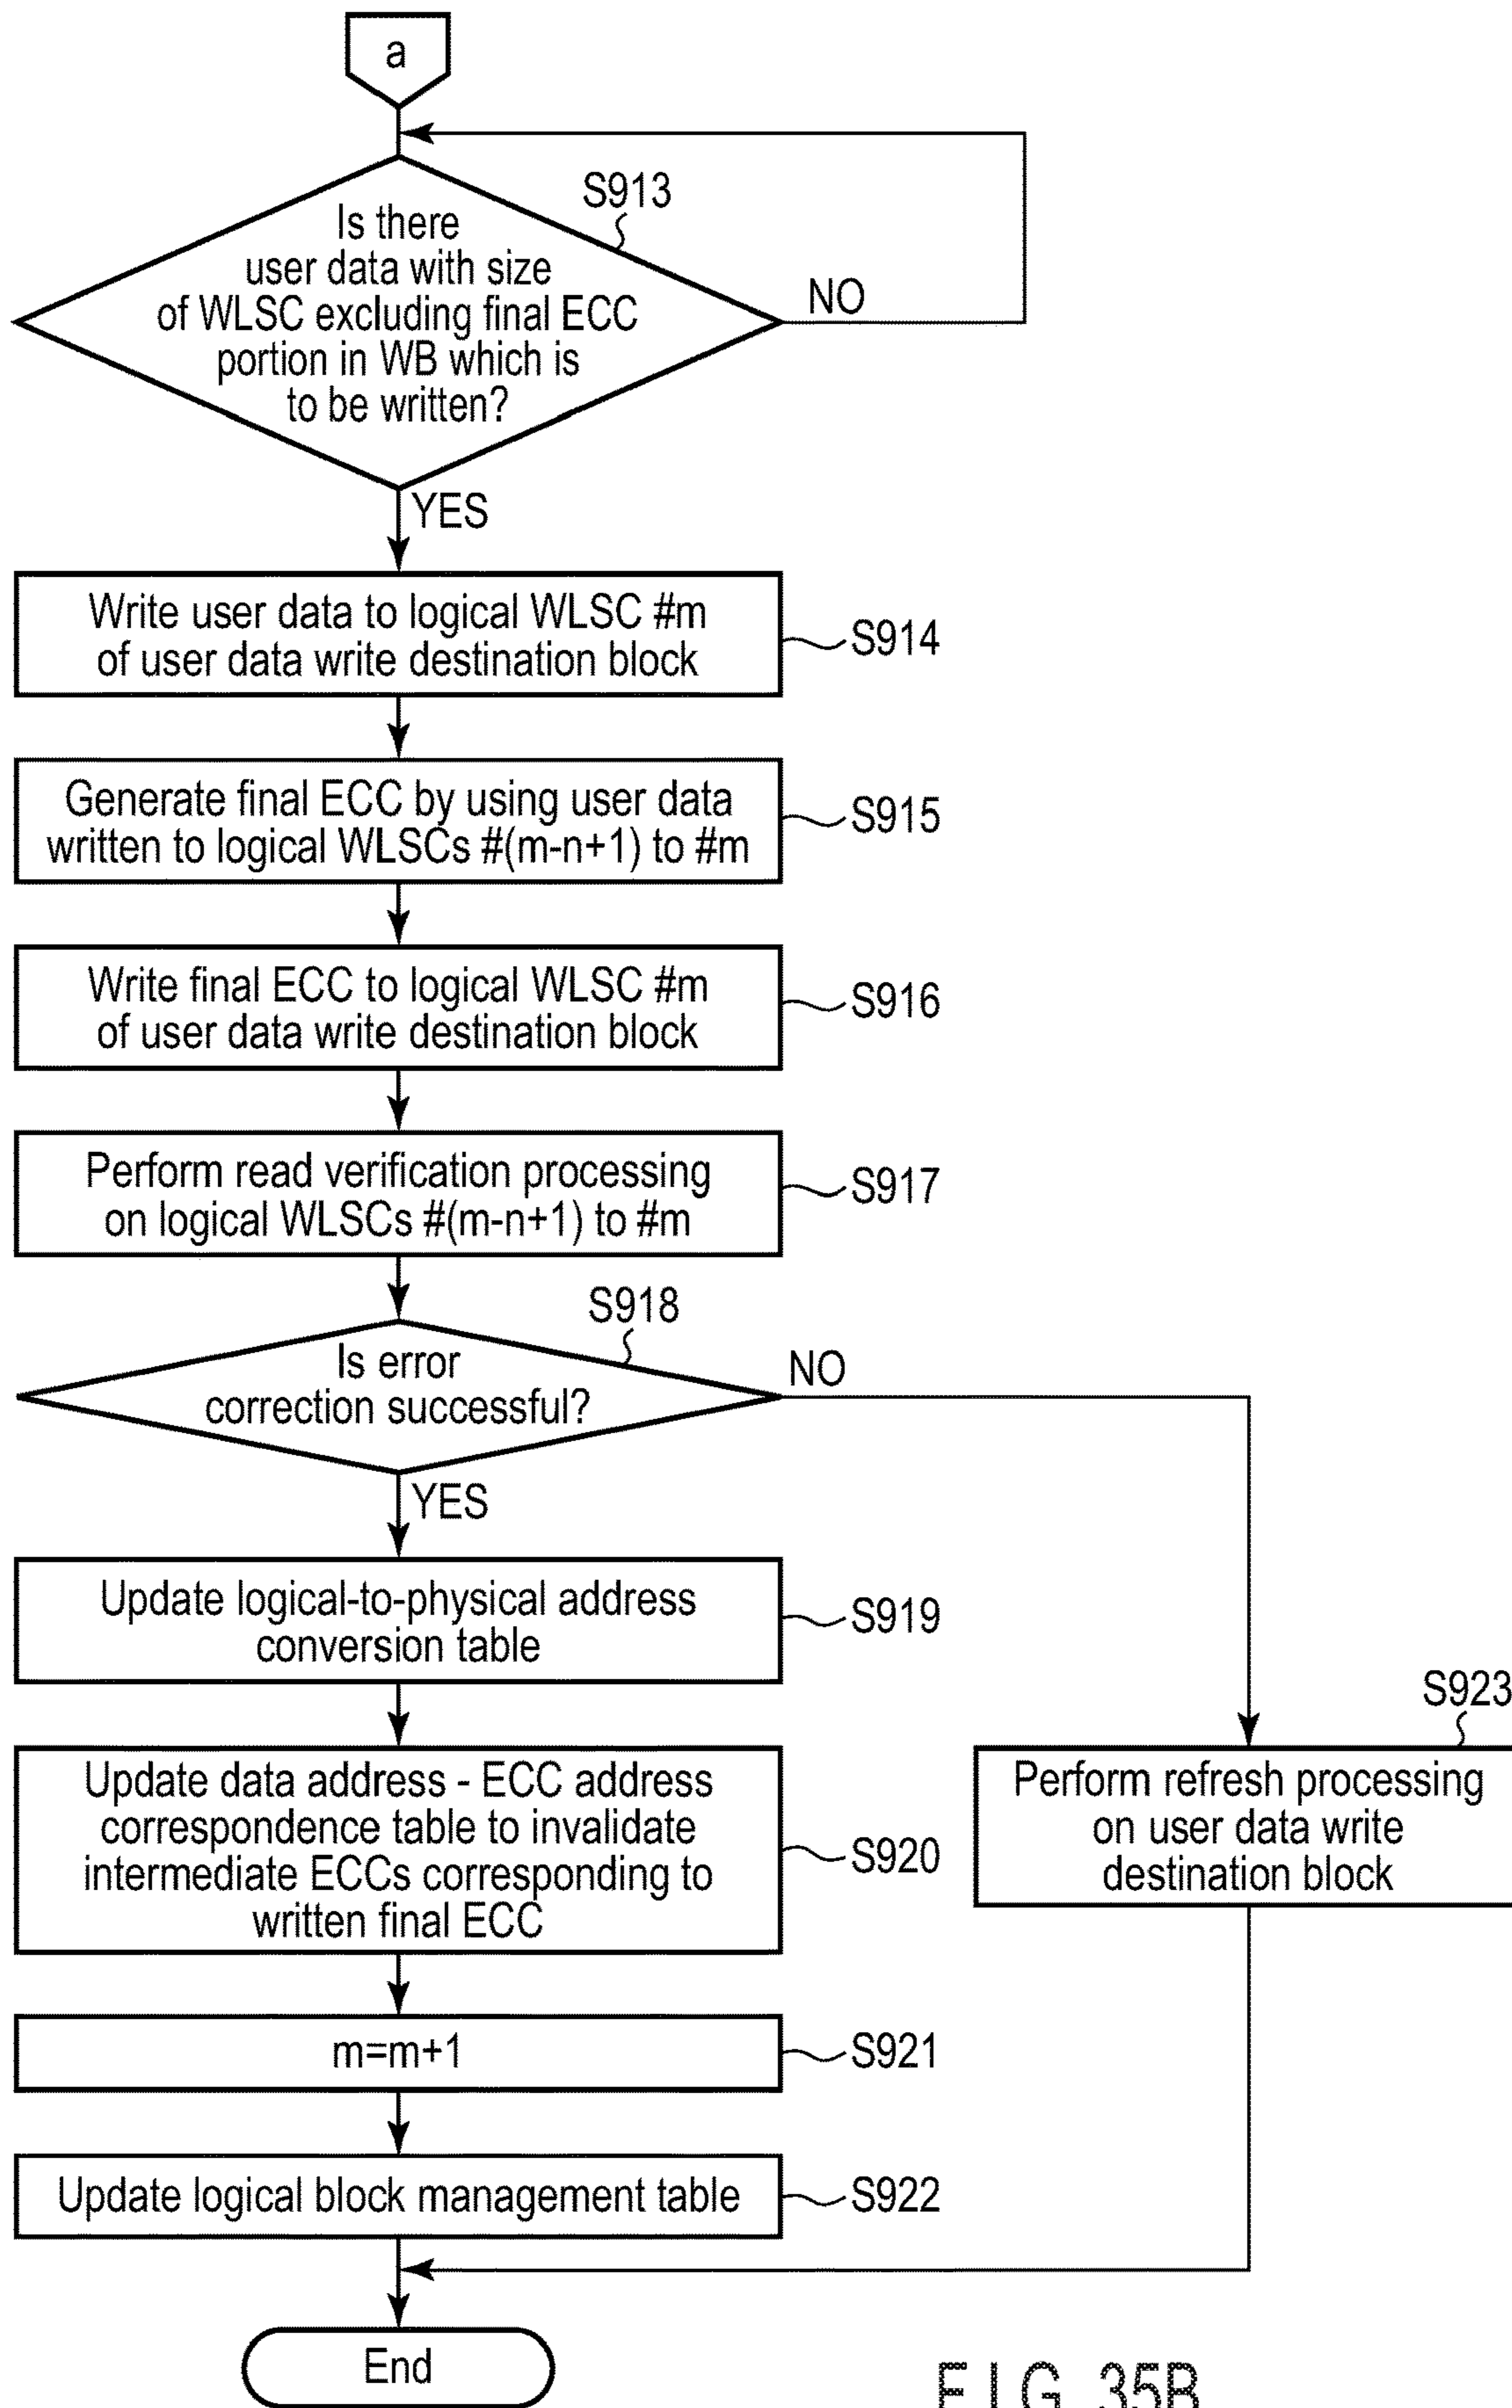 a
S913
Is there
user data with size
of WLSC excluding final ECC
portion in WB which is
to be written?
NO
YES
Write user data to logical WLSC #m
of user data write destination block
S914
Generate final ECC by using user data
written to logical WLSCs #(m-n+1) to #m
S915
Write final ECC to logical WLSC #m
of user data write destination block
S916
Perform read verification processing
on logical WLSCs #(m-n+1) to #m
S917
S918
Is error
correction successful?
NO
YES
Update logical-to-physical address
conversion table
S919
S923
Perform refresh processing
on user data write
destination block
Update data address - ECC address
correspondence table to invalidate
intermediate ECCs corresponding to
written final ECC
S920
m=m+1
S921
Update logical block management table
S922
End
FIG. 35B